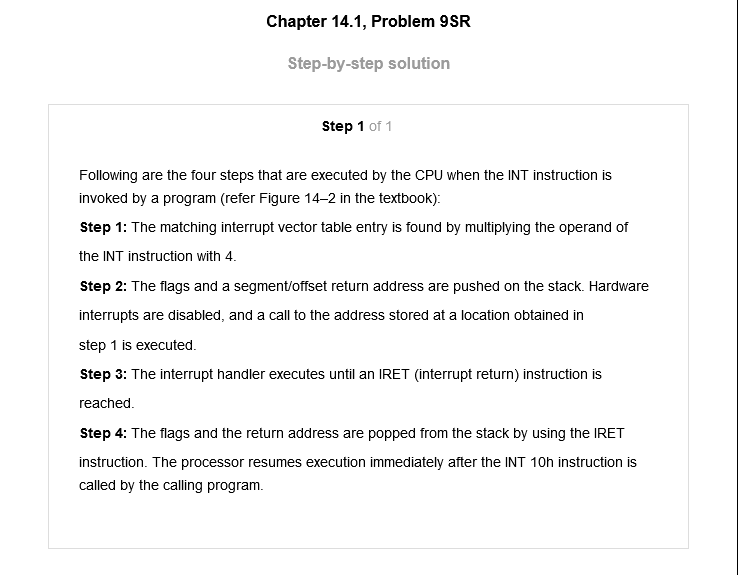 Chapter 14.1, Problem 9SR
Step-by-step solution
Step 1 of 1
Following are the four steps that are executed by the CPU when the INT instruction is
invoked by a program (refer Figure 14–2 in the textbook):
Step 1: The matching interrupt vector table entry is found by multiplying the operand of
the INT instruction with 4.
Step 2: The flags and a segment/offset return address are pushed on the stack. Hardware
interrupts are disabled, and a call to the address stored at a location obtained in
step 1 is executed.
Step 3: The interrupt handler executes until an IRET (interrupt return) instruction is
reached.
Step 4: The flags and the return address are popped from the stack by using the IRET
instruction. The processor resumes execution immediately after the INT 10h instruction is
called by the calling program.